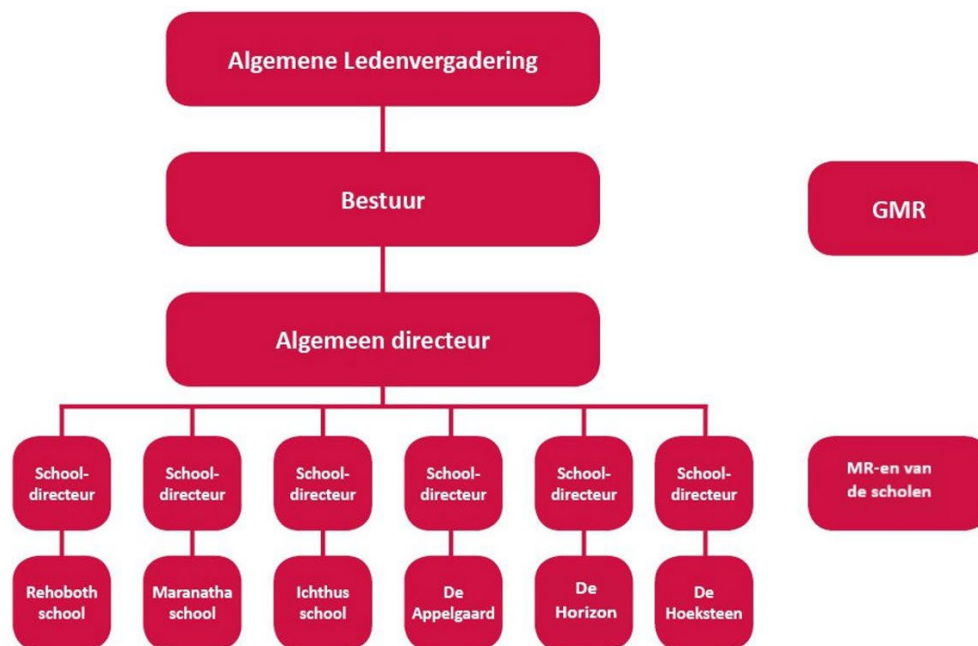 Algemene Ledenvergadering
Bestuur
GMR
Algemeen directeur
School-
directeur
School-
directeur
School-
directeur
School-
directeur
School-
directeur
School-
directeur
MR-en van
de scholen
Rehoboth
school
Maranatha
school
Ichthus
school
De
Appelgaard
De
Horizon
De
Hoeksteen